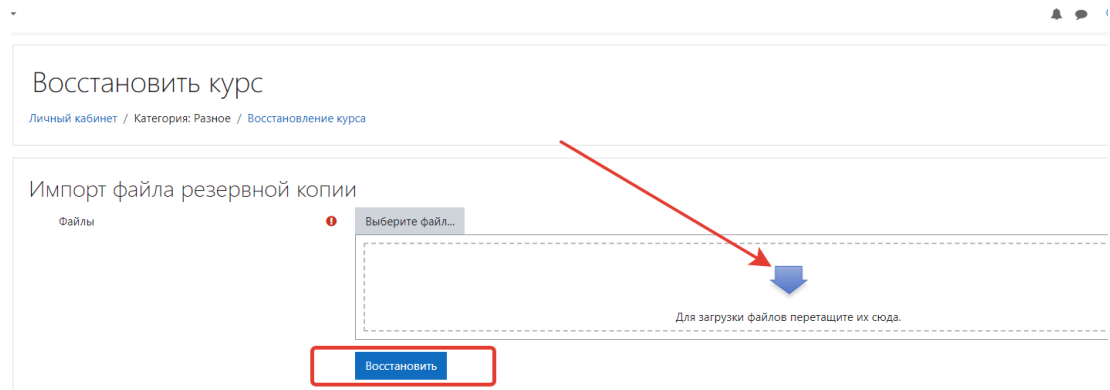 Восстановить курс
Личный кабинет / Категория: Разное / Восстановление курса
Импорт файла резервной копии
Файлы
Выберите файл...
Для загрузки файлов перетащите их сюда.
Восстановить